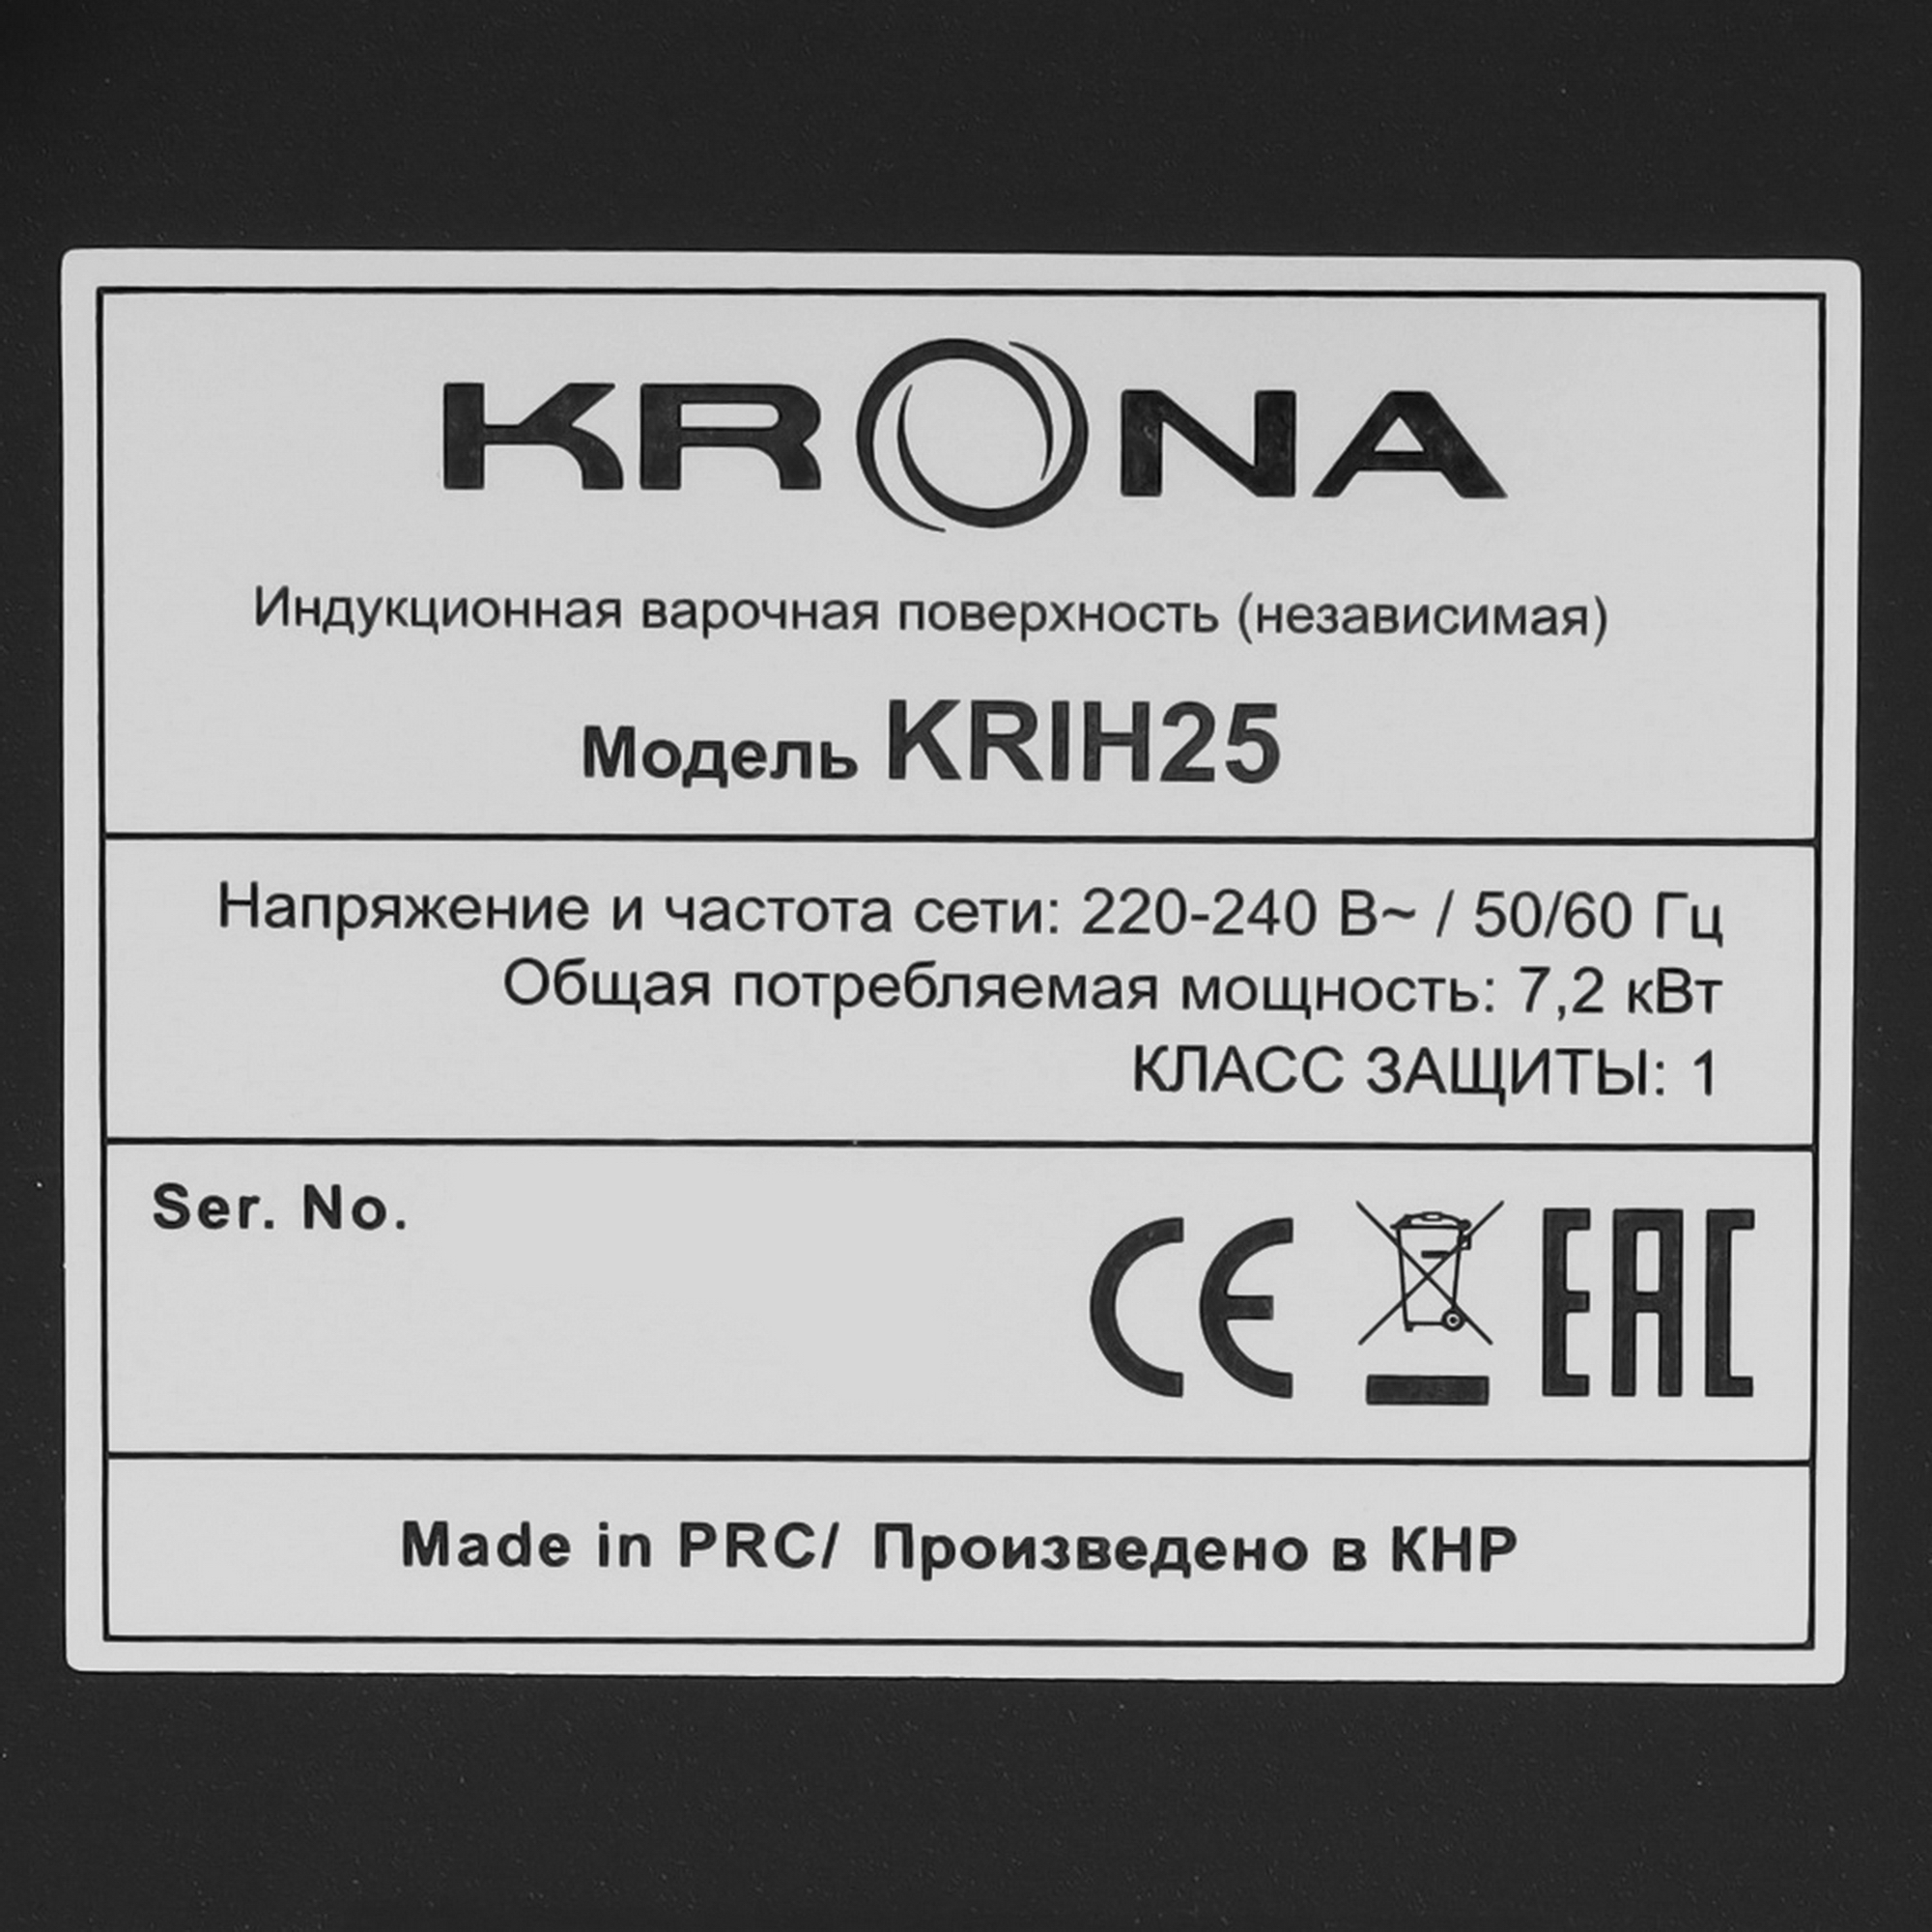 KRONA
Индукционная варочная поверхность (независимая)
Модель KRIH25
Напряжение и частота сети: 220-240 В~ / 50/60 Гц
Общая потребляемая мощность: 7,2 кВт
КЛАСС ЗАЩИТЫ: 1
Ser. No.
CE EAC
Made in PRC/ Произведено в КНР